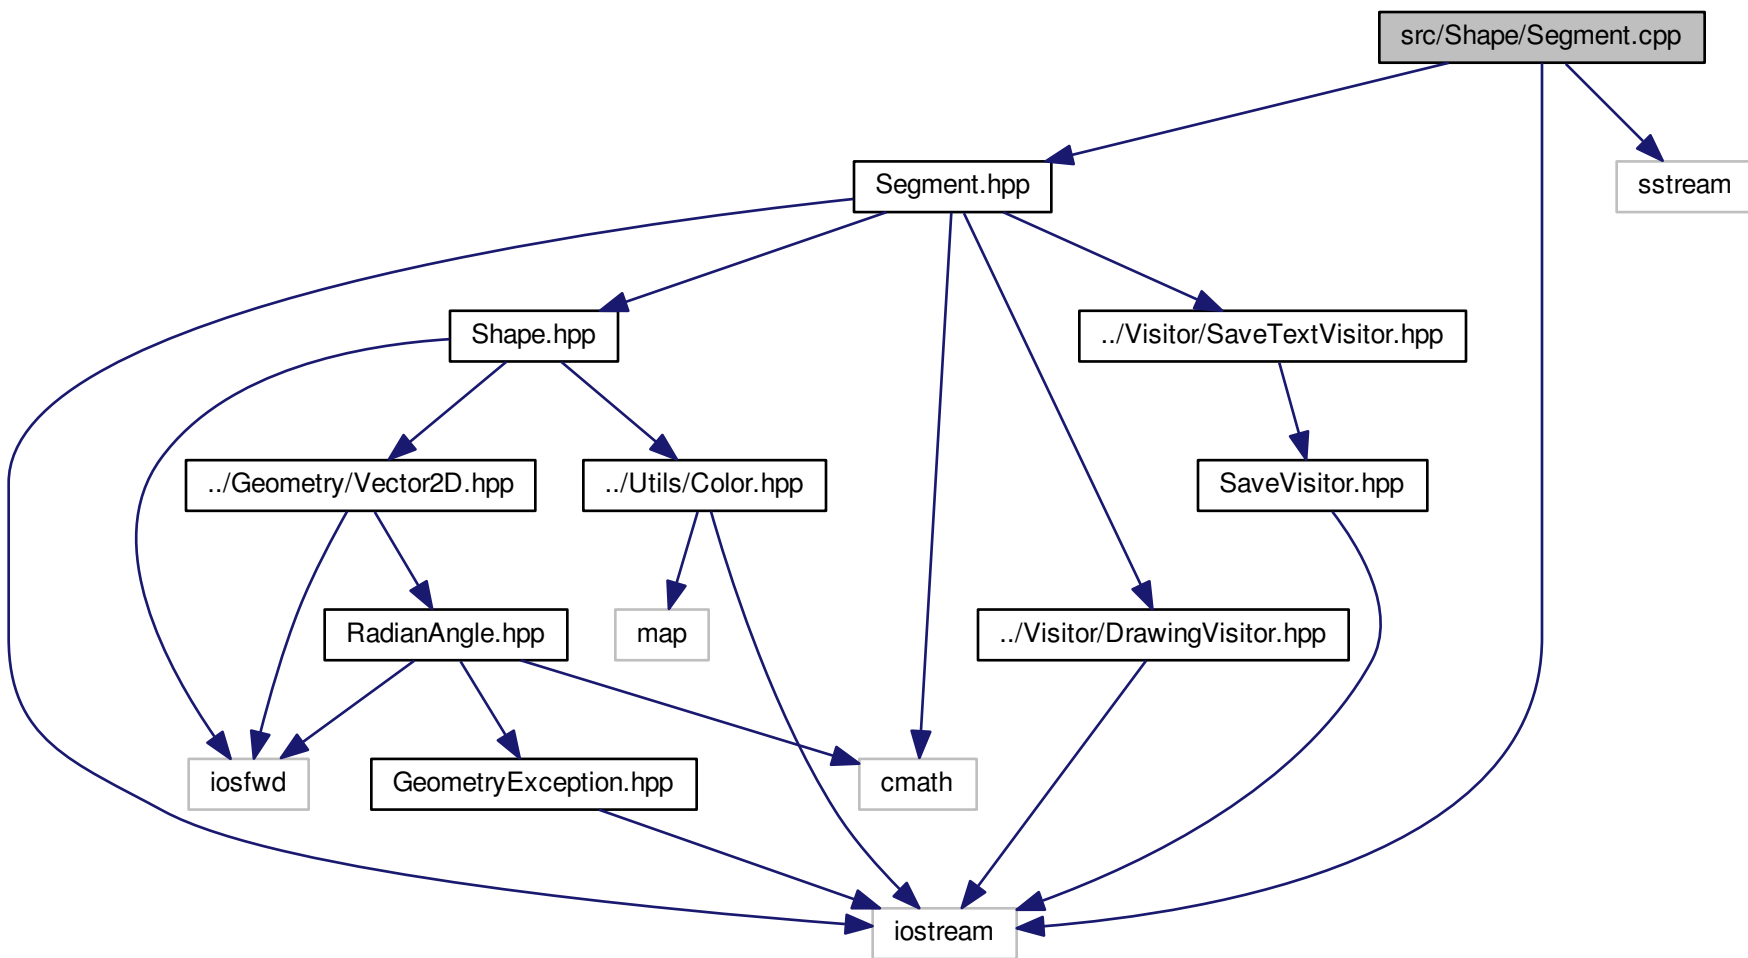 src/Shape/Segment.cpp
Segment.hpp
sstream
Shape.hpp
../Visitor/SaveTextVisitor.hpp
../Geometry/Vector2D.hpp
../Utils/Color.hpp
SaveVisitor.hpp
RadianAngle.hpp
map
../Visitor/DrawingVisitor.hpp
iosfwd
GeometryException.hpp
cmath
iostream